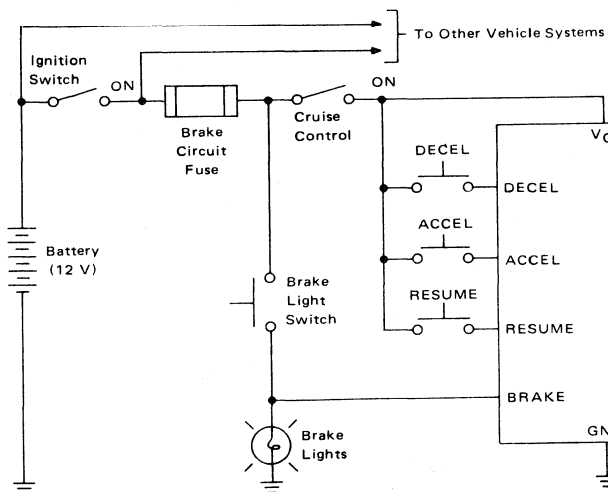 To Other Vehicle Systems
Ignition
Switch
ON
ON
Brake
Circuit
Fuse
Cruise
Control
V
DECEL
DECEL
ACCEL
ACCEL
Battery
(12 V)
Brake
Light
Switch
RESUME
RESUME
BRAKE
Brake
Lights
GN